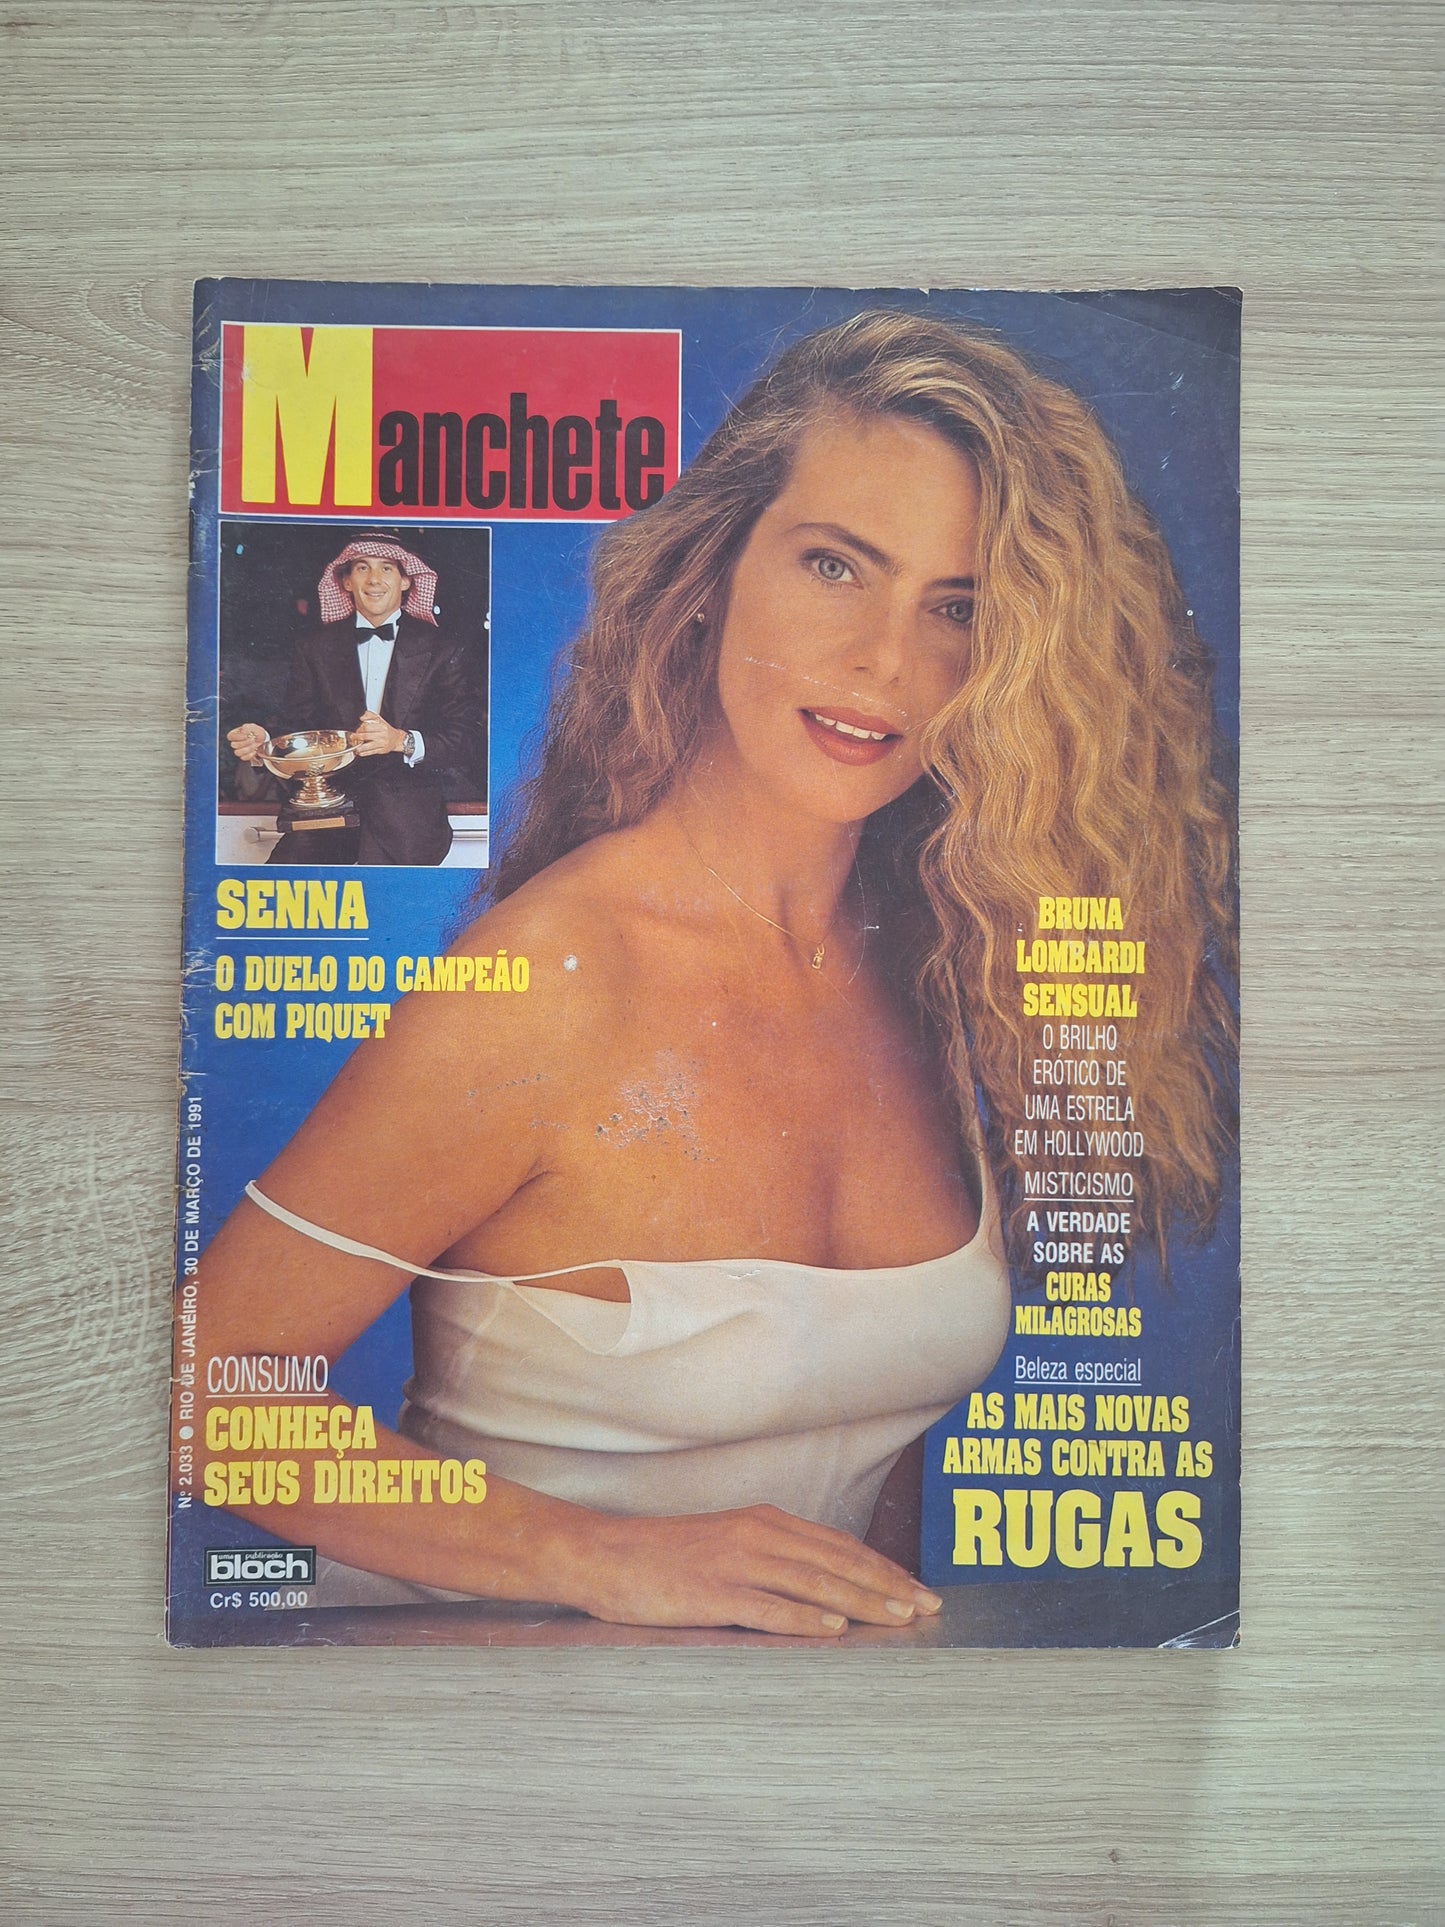 Manchete
SENNA
O DUELO DO CAMPEÃO
COM PIQUET
BRUNA
LOMBARDI
SENSUAL
O BRILHO
ERÓTICO DE
UMA ESTRELA
EM HOLLYWOOD
MISTICISMO
A VERDADE
SOBRE AS
CURAS
MILAGROSAS
Beleza especial
AS MAIS NOVAS
ARMAS CONTRA AS
RUGAS
CONSUMO
CONHEÇA
SEUS DIREITOS
Nº 2.033 ● RIO DE JANEIRO, 30 DE MARÇO DE 1991
uma publicação
bloch
Cr$ 500,00